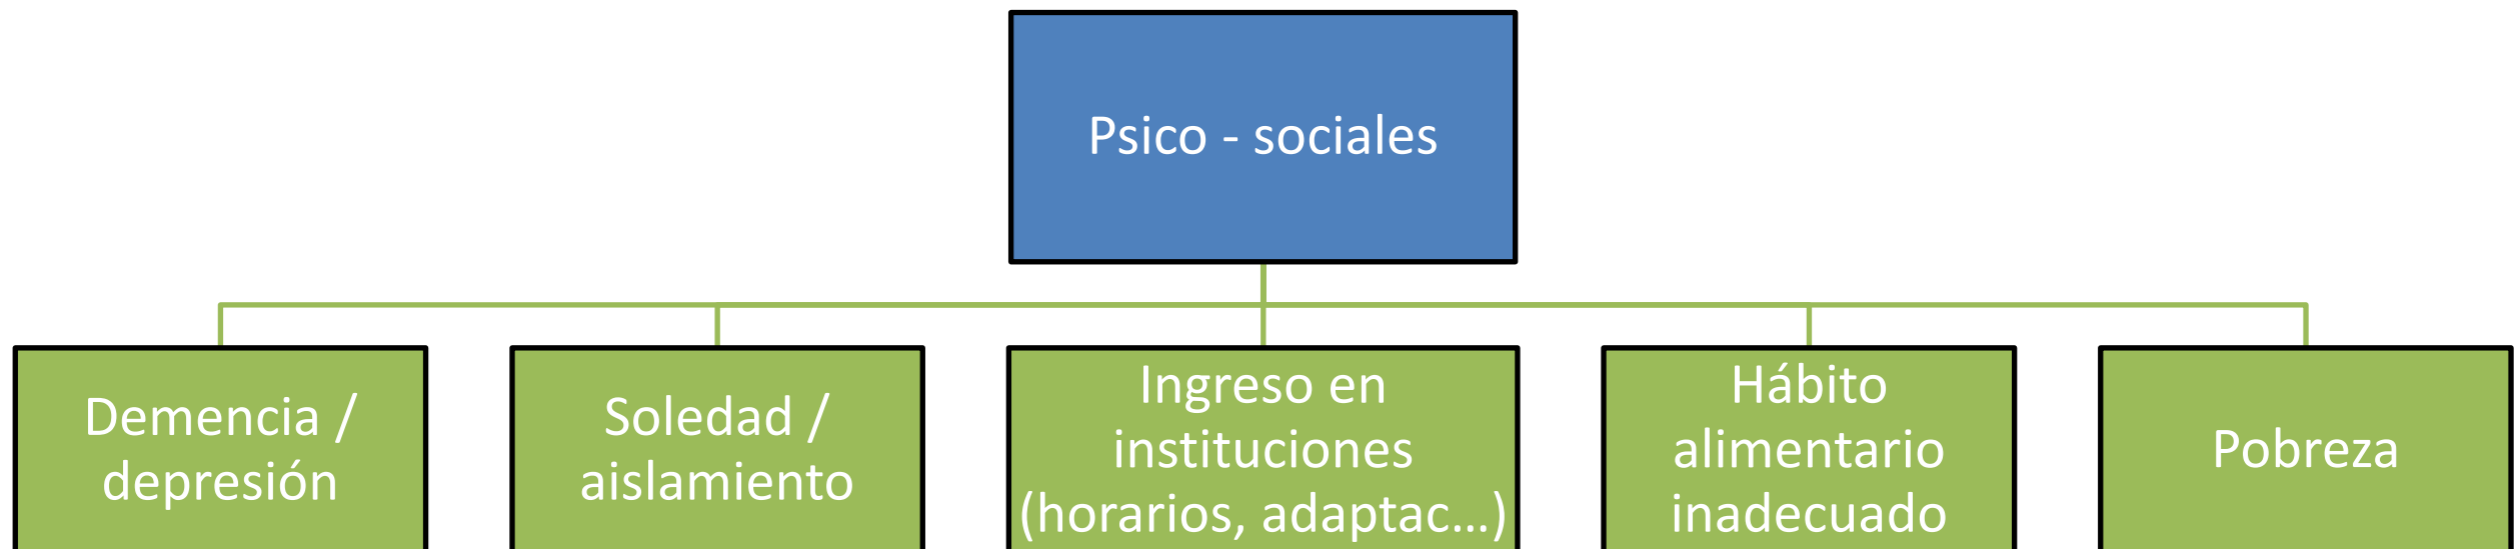 Psico - sociales
Demencia /
depresión
Soledad /
aislamiento
Ingreso en
instituciones
(horarios, adaptac...)
Hábito
alimentario
inadecuado
Pobreza